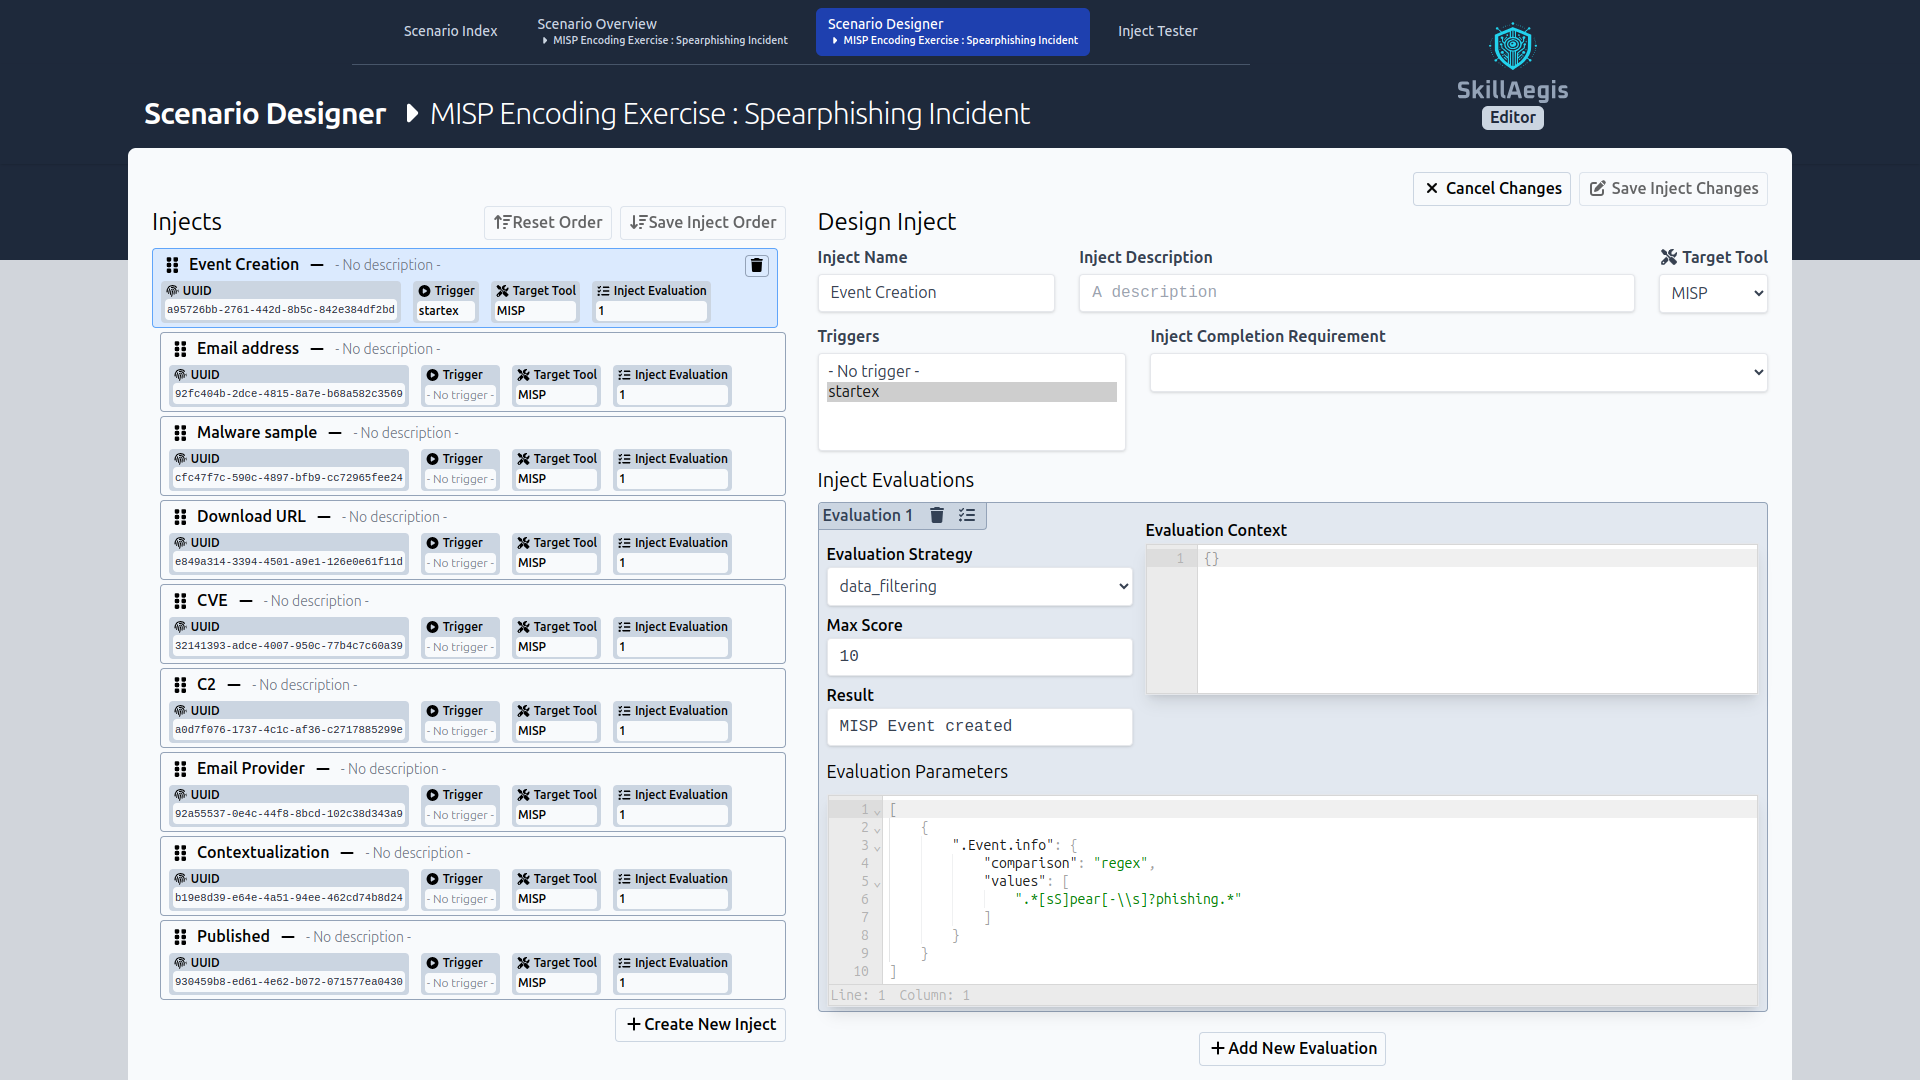 Scenario Index
Scenario Overview
MISP Encoding Exercise : Spearphishing Incident
Scenario Designer
MISP Encoding Exercise : Spearphishing Incident
Inject Tester
SkillAegis
Editor
Scenario Designer MISP Encoding Exercise : Spearphishing Incident
Cancel Changes
Save Inject Changes
Injects
Reset Order
Save Inject Order
Event Creation — - No description -
UUID Trigger Target Tool Inject Evaluation
a95726bb-2761-442d-8b5c-842e384df2bd startex MISP 1
Email address — - No description -
UUID Trigger Target Tool Inject Evaluation
92fc404b-2dce-4815-8a7e-b68a582c3569 - No trigger - MISP 1
Malware sample — - No description -
UUID Trigger Target Tool Inject Evaluation
cfc47f7c-590c-4897-bfb9-cc72965fee24 - No trigger - MISP 1
Download URL — - No description -
UUID Trigger Target Tool Inject Evaluation
e849a314-3394-4501-a9e1-126e0e61f11d - No trigger - MISP 1
CVE — - No description -
UUID Trigger Target Tool Inject Evaluation
32141393-adce-4007-950c-77b4c7c60a39 - No trigger - MISP 1
C2 — - No description -
UUID Trigger Target Tool Inject Evaluation
a0d7f076-1737-4c1c-af36-c2717885299e - No trigger - MISP 1
Email Provider — - No description -
UUID Trigger Target Tool Inject Evaluation
92a55537-0e4c-44f8-8bcd-102c38d343a9 - No trigger - MISP 1
Contextualization — - No description -
UUID Trigger Target Tool Inject Evaluation
b19e8d39-e64e-4a51-94ee-462cd74b8d24 - No trigger - MISP 1
Published — - No description -
UUID Trigger Target Tool Inject Evaluation
930459b8-ed61-4e62-b072-071577ea0430 - No trigger - MISP 1
Create New Inject
Design Inject
Inject Name
Event Creation
Inject Description
A description
Target Tool
MISP
Triggers
- No trigger -
startex
Inject Completion Requirement
Inject Evaluations
Evaluation 1
Evaluation Strategy
data_filtering
Max Score
10
Result
MISP Event created
Evaluation Context
1 {}
Evaluation Parameters
1 [
2 {
3 ".Event.info": {
4 "comparison": "regex",
5 "values": [
6 ".*[sS]pear[-\\s]?phishing.*"
7 ]
8 }
9 }
10 ]
Line: 1 Column: 1
Add New Evaluation